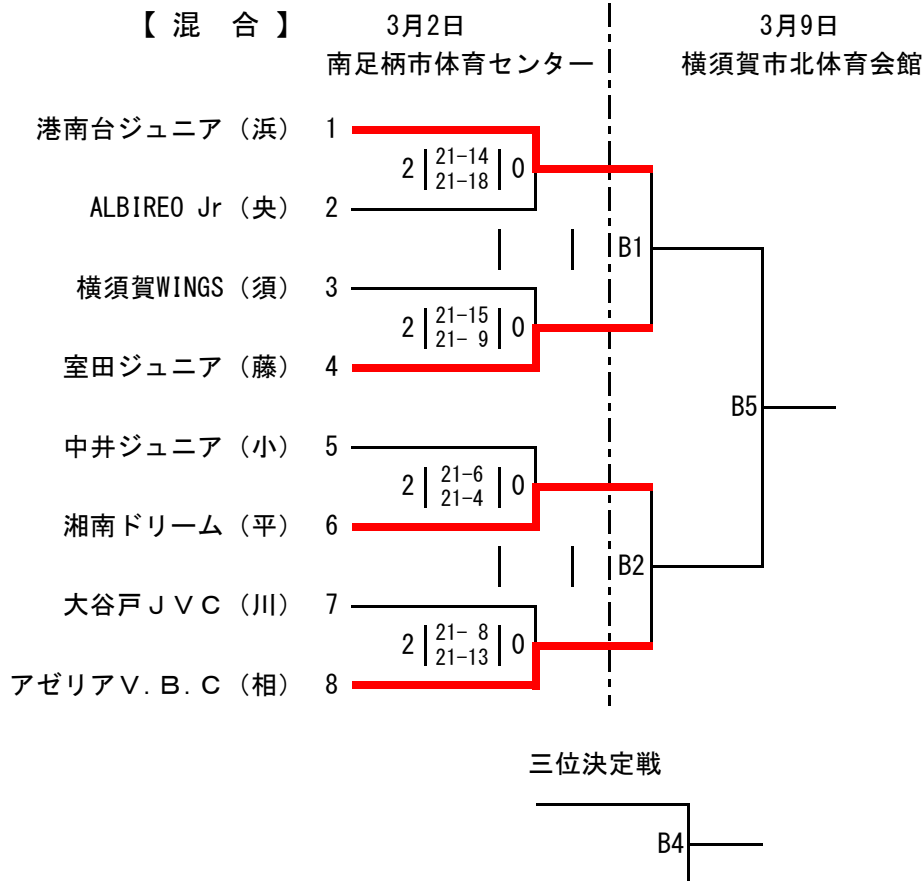 【 混　合 】
3月2日
3月9日
南足柄市体育センター
横須賀市北体育会館
港南台ジュニア（浜） 1
2 21-14 0
21-18
ALBIREO Jr（央） 2
B1
横須賀WINGS（須） 3
2 21-15 0
21- 9
室田ジュニア（藤） 4
B5
中井ジュニア（小） 5
2 21-6 0
21-4
湘南ドリーム（平） 6
B2
大谷戸ＪＶＣ（川） 7
2 21- 8 0
21-13
アゼリアＶ.Ｂ.Ｃ（相） 8
三位決定戦
B4